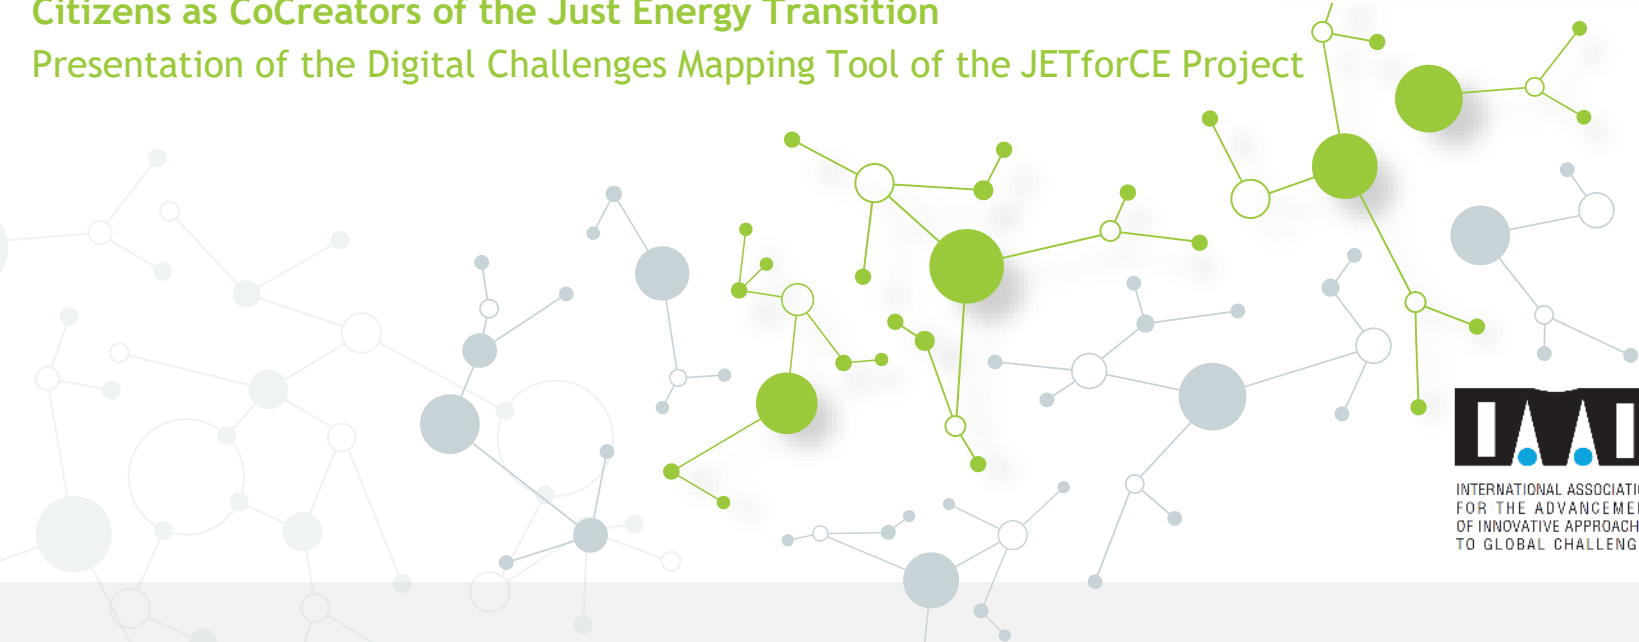 Citizens as CoCreators of the Just Energy Transition
Presentation of the Digital Challenges Mapping Tool of the JETforCE Project
IAAI
INTERNATIONAL ASSOCIATI
FOR THE ADVANCEME
OF INNOVATIVE APPROACH
TO GLOBAL CHALLENG